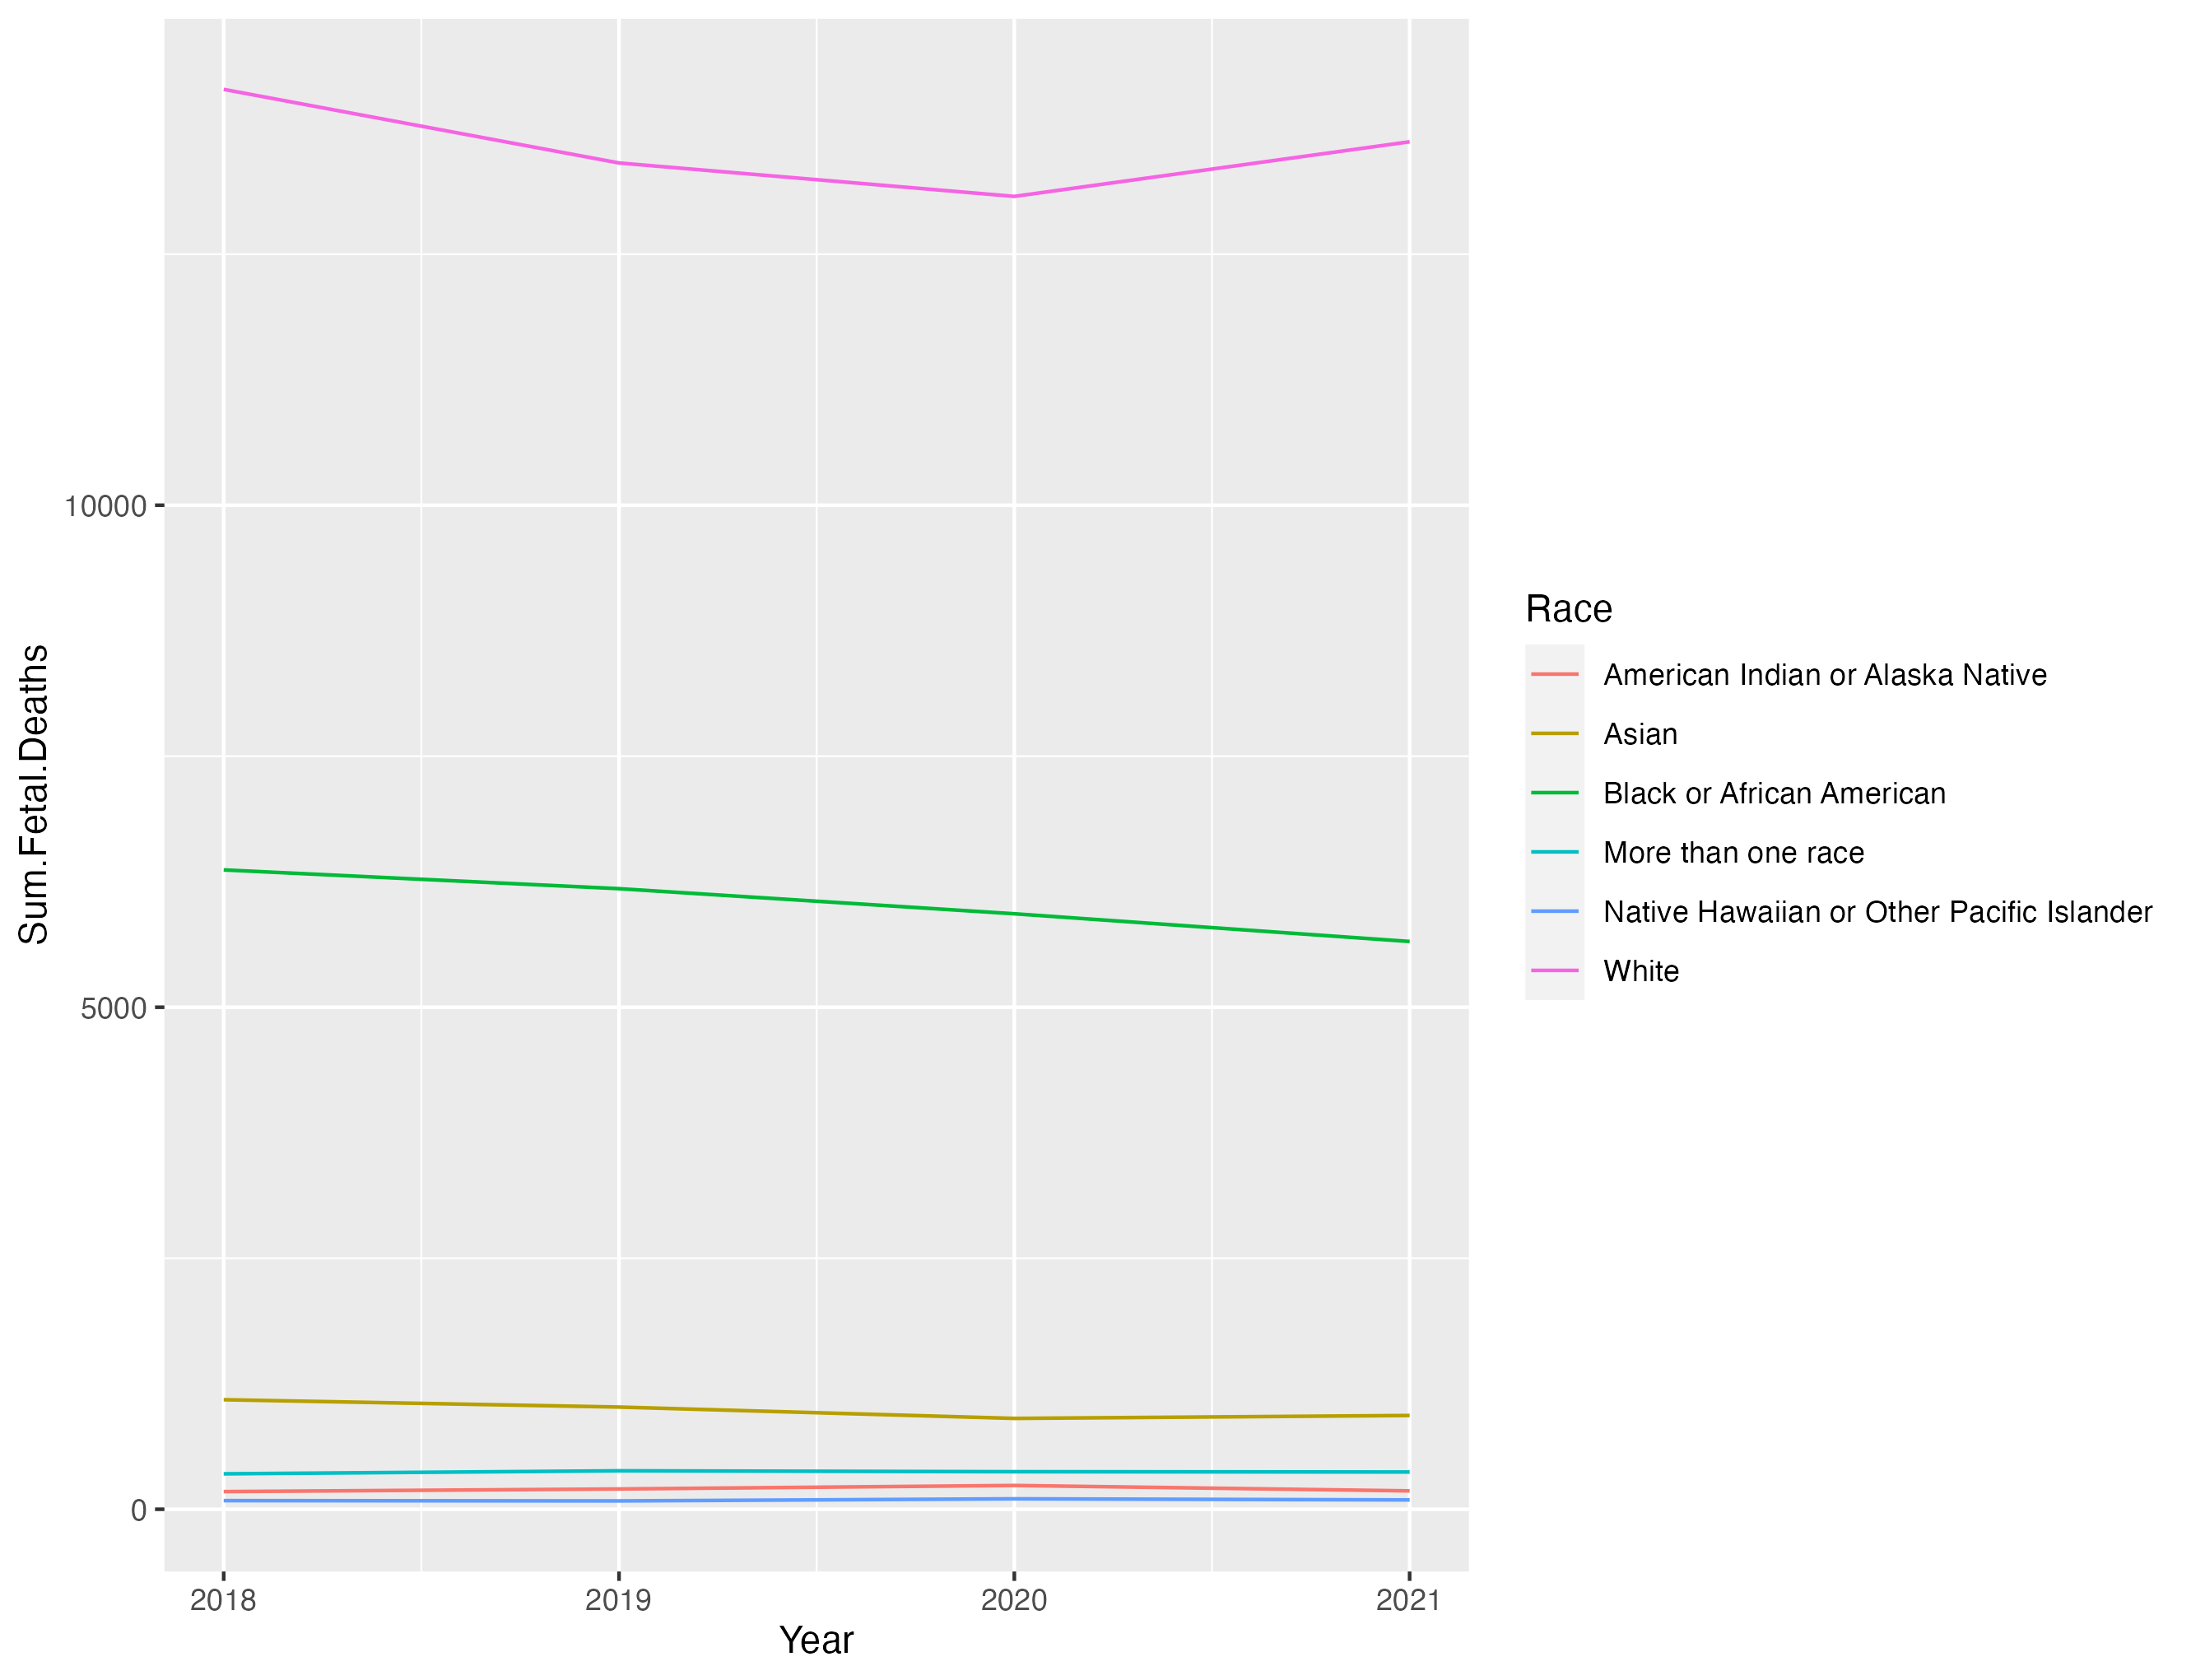 Sum.Fetal.Deaths
10000
5000
0
2018 2019 2020 2021
Year
Race
American Indian or Alaska Native
Asian
Black or African American
More than one race
Native Hawaiian or Other Pacific Islander
White